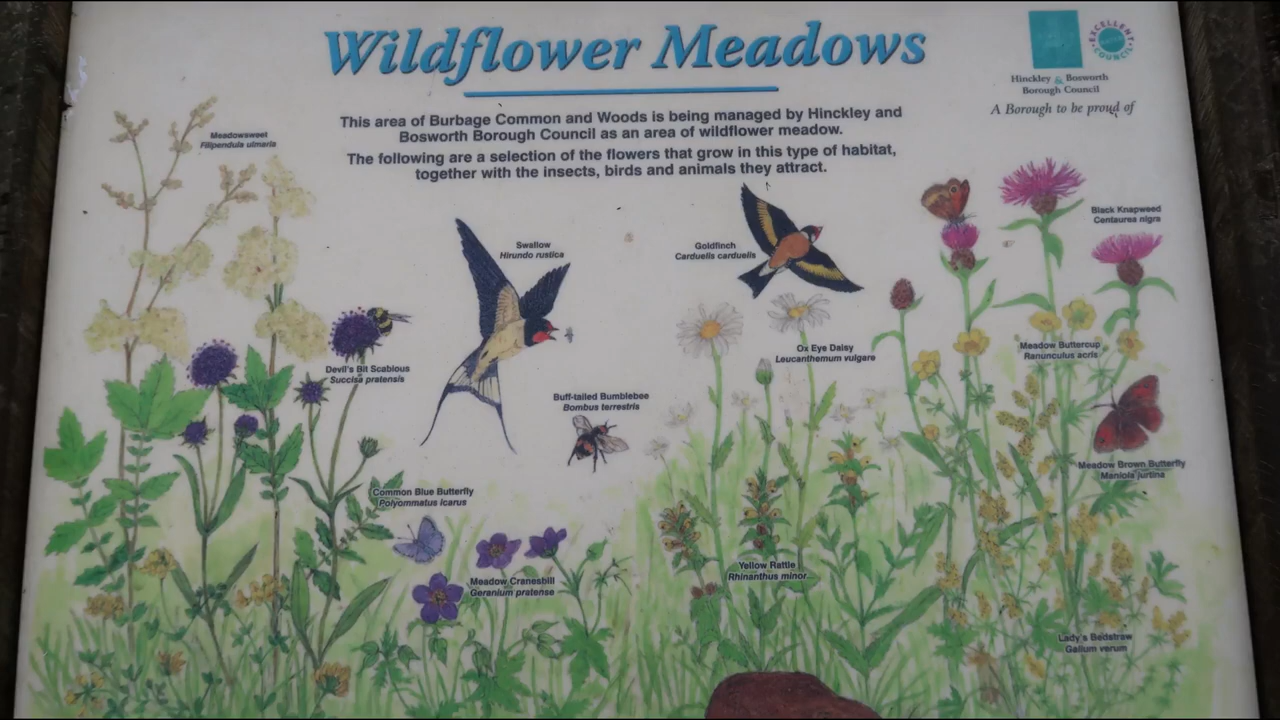 Wildflower Meadows
EXCELLENT COUNCIL
Hinckley & Bosworth
Borough Council
A Borough to be proud of
This area of Burbage Common and Woods is being managed by Hinckley and
Bosworth Borough Council as an area of wildflower meadow.
The following are a selection of the flowers that grow in this type of habitat,
together with the insects, birds and animals they attract.
Meadowsweet
Filipendula ulmaria
Black Knapweed
Centaurea nigra
Swallow
Hirundo rustica
Goldfinch
Carduelis carduelis
Ox Eye Daisy
Leucanthemum vulgare
Meadow Buttercup
Ranunculus acris
Devil's Bit Scabious
Succisa pratensis
Buff-tailed Bumblebee
Bombus terrestris
Meadow Brown Butterfly
Maniola jurtina
Common Blue Butterfly
Polyommatus icarus
Yellow Rattle
Rhinanthus minor
Meadow Cranesbill
Geranium pratense
Lady's Bedstraw
Galium verum